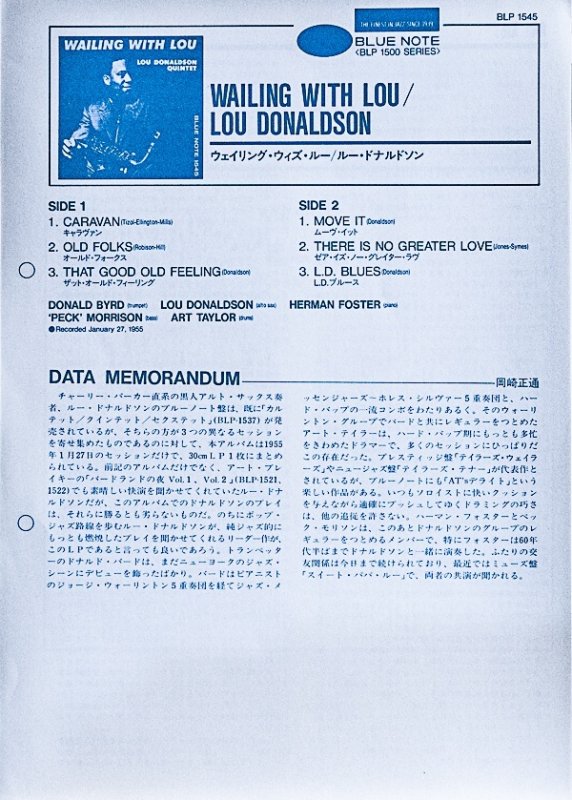 BLP 1545
THE FINEST IN JAZZ SINCE 1939
BLUE NOTE
〈BLP 1500 SERIES〉
WAILING WITH LOU
LOU DONALDSON
QUINTET
BLUE NOTE 1545
WAILING WITH LOU/
LOU DONALDSON
ウェイリング・ウィズ・ルー/ルー・ドナルドソン
SIDE 1
1. CARAVAN (Tizol-Ellington-Mills)
キャラヴァン
2. OLD FOLKS (Robison-Hill)
オールド・フォークス
3. THAT GOOD OLD FEELING (Donaldson)
ザット・オールド・フィーリング
SIDE 2
1. MOVE IT (Donaldson)
ムーヴ・イット
2. THERE IS NO GREATER LOVE (Jones-Symes)
ゼア・イズ・ノー・グレイター・ラヴ
3. L.D. BLUES (Donaldson)
L.D.ブルース
DONALD BYRD (trumpet) LOU DONALDSON (alto sax) HERMAN FOSTER (piano)
'PECK' MORRISON (bass) ART TAYLOR (drums)
●Recorded January 27, 1955
DATA MEMORANDUM
岡崎正通
チャーリー・パーカー直系の黒人アルト・サックス奏
者、ルー・ドナルドソンのブルーノート盤は、既に「カル
テット/クインテット/セクステット」(BLP-1537)が発
売されているが、そちらの方が3つの異なるセッション
を寄せ集めたものであるのに対して、本アルバムは1955
年1月27日のセッションだけで、30cmLP1枚にまとめ
られている。前記のアルバムだけでなく、アート・ブレ
イキーの「バードランドの夜 Vol.1、Vol.2」(BLP-1521,
1522)でも素晴しい快演を聞かせてくれていたルー・ドナ
ルドソンだが、このアルバムでのドナルドソンのプレイ
は、それらに勝るとも劣らないものだ。のちにポップ・
ジャズ路線を歩むルー・ドナルドソンが、純ジャズ的に
もっとも燃焼したプレイを聞かせてくれるリーダー作が、
このLPであると言っても良いであろう。トランペッタ
ーのドナルド・バードは、まだニューヨークのジャズ・
シーンにデビューを飾ったばかり。バードはピアニスト
のジョージ・ウォーリントン5重奏団を経てジャズ・メ
ッセンジャーズ~ホレス・シルヴァー5重奏団と、ハー
ド・バップの一流コンボをわたりあるく。そのウォーリ
ントン・グループでバードと共にレギュラーをつとめた
アート・テイラーは、ハード・バップ期にもっとも多忙
をきわめたドラマーで、多くのセッションにひっぱりだ
この存在だった。プレスティッジ盤「テイラーズ・ウェイラ
ーズ」やニュージャズ盤「テイラーズ・テナー」が代表作と
されているが、ブルーノートにも「AT'sデライト」という
楽しい作品がある。いつもソロイストに快いクッション
を与えながら適確にプッシュしてゆくドラミングの巧さ
は、他の追従を許さない。ハーマン・フォスターとペッ
ク・モリソンは、このあとドナルドソンのグループのレ
ギュラーをつとめるメンバーで、特にフォスターは60年
代半ばまでドナルドソンと一緒に演奏した。ふたりの交
友関係は今日まで続けられており、最近ではミューズ盤
「スイート・パパ・ルー」で、両者の共演が聞かれる。